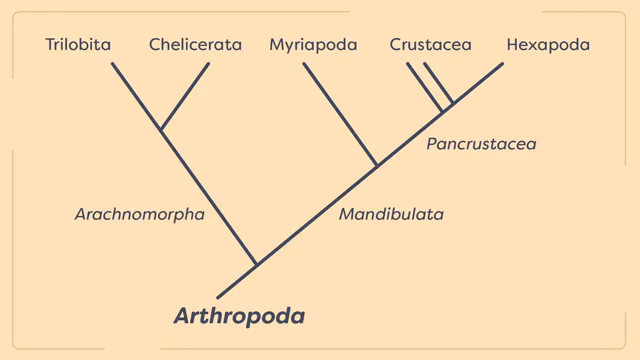 Trilobita Chelicerata Myriapoda Crustacea Hexapoda
Pancrustacea
Arachnomorpha Mandibulata
Arthropoda